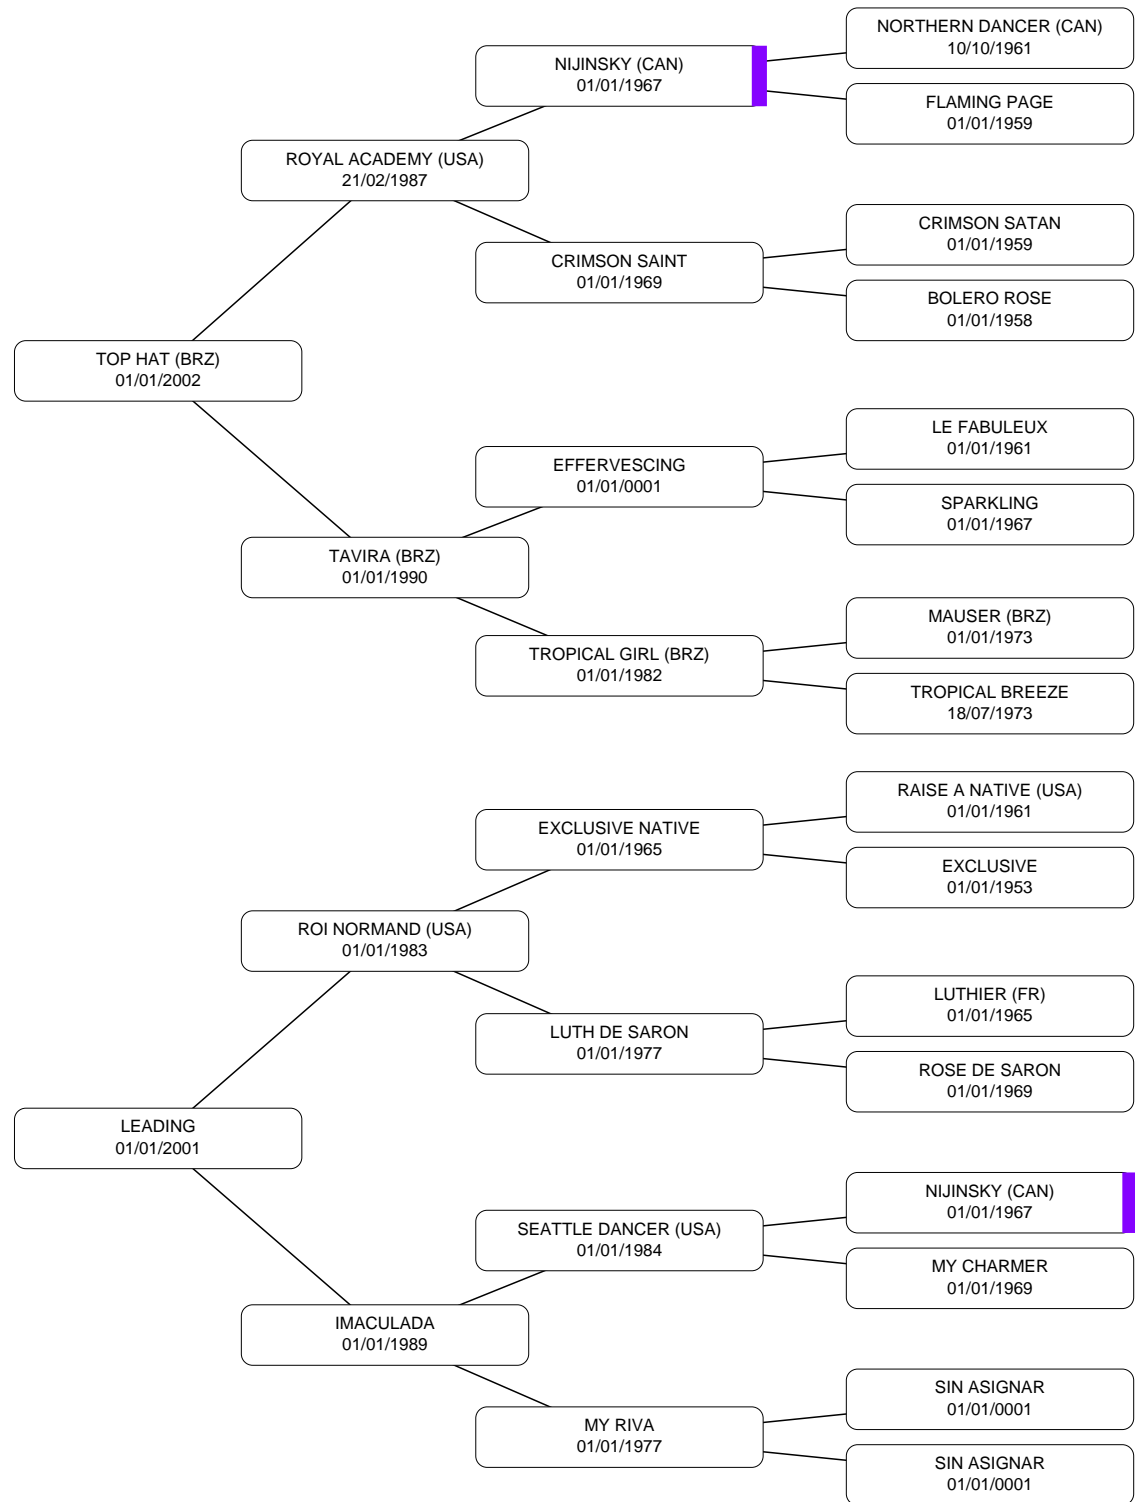 NORTHERN DANCER (CAN)
10/10/1961
NIJINSKY (CAN)
01/01/1967
FLAMING PAGE
01/01/1959
ROYAL ACADEMY (USA)
21/02/1987
CRIMSON SATAN
01/01/1959
CRIMSON SAINT
01/01/1969
BOLERO ROSE
01/01/1958
TOP HAT (BRZ)
01/01/2002
LE FABULEUX
01/01/1961
EFFERVESCING
01/01/0001
SPARKLING
01/01/1967
TAVIRA (BRZ)
01/01/1990
MAUSER (BRZ)
01/01/1973
TROPICAL GIRL (BRZ)
01/01/1982
TROPICAL BREEZE
18/07/1973
RAISE A NATIVE (USA)
01/01/1961
EXCLUSIVE NATIVE
01/01/1965
EXCLUSIVE
01/01/1953
ROI NORMAND (USA)
01/01/1983
LUTHIER (FR)
01/01/1965
LUTH DE SARON
01/01/1977
ROSE DE SARON
01/01/1969
LEADING
01/01/2001
NIJINSKY (CAN)
01/01/1967
SEATTLE DANCER (USA)
01/01/1984
MY CHARMER
01/01/1969
IMACULADA
01/01/1989
SIN ASIGNAR
01/01/0001
MY RIVA
01/01/1977
SIN ASIGNAR
01/01/0001